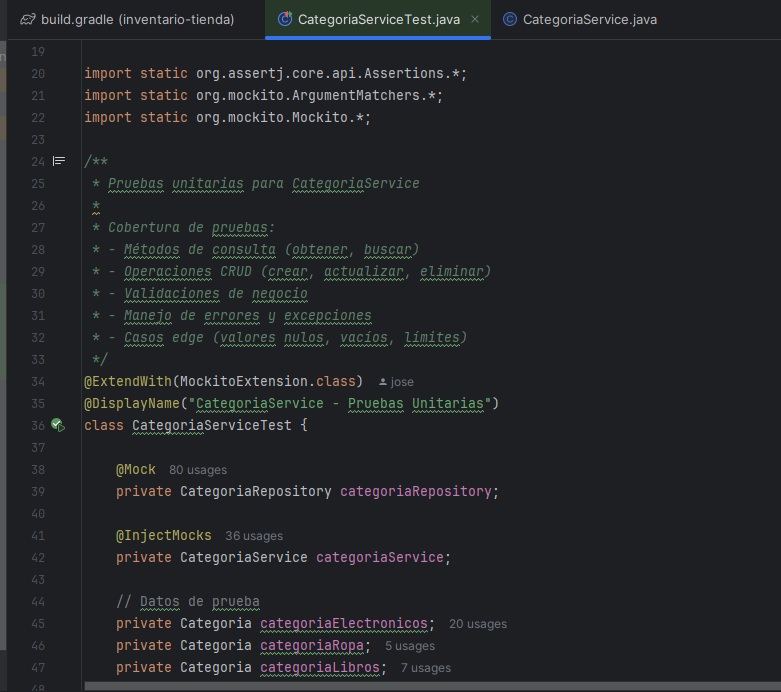 build.gradle (inventario-tienda)
CategoriaServiceTest.java
CategoriaService.java
19
20 import static org.assertj.core.api.Assertions.*;
21 import static org.mockito.ArgumentMatchers.*;
22 import static org.mockito.Mockito.*;
23
24 /**
25 * Pruebas unitarias para CategoriaService
26 *
27 * Cobertura de pruebas:
28 * - Métodos de consulta (obtener, buscar)
29 * - Operaciones CRUD (crear, actualizar, eliminar)
30 * - Validaciones de negocio
31 * - Manejo de errores y excepciones
32 * - Casos edge (valores nulos, vacíos, límites)
33 */
34 @ExtendWith(MockitoExtension.class) jose
35 @DisplayName("CategoriaService - Pruebas Unitarias")
36 class CategoriaServiceTest {
37
38 @Mock 80 usages
39 private CategoriaRepository categoriaRepository;
40
41 @InjectMocks 36 usages
42 private CategoriaService categoriaService;
43
44 // Datos de prueba
45 private Categoria categoriaElectronicos; 20 usages
46 private Categoria categoriaRopa; 5 usages
47 private Categoria categoriaLibros; 7 usages
48